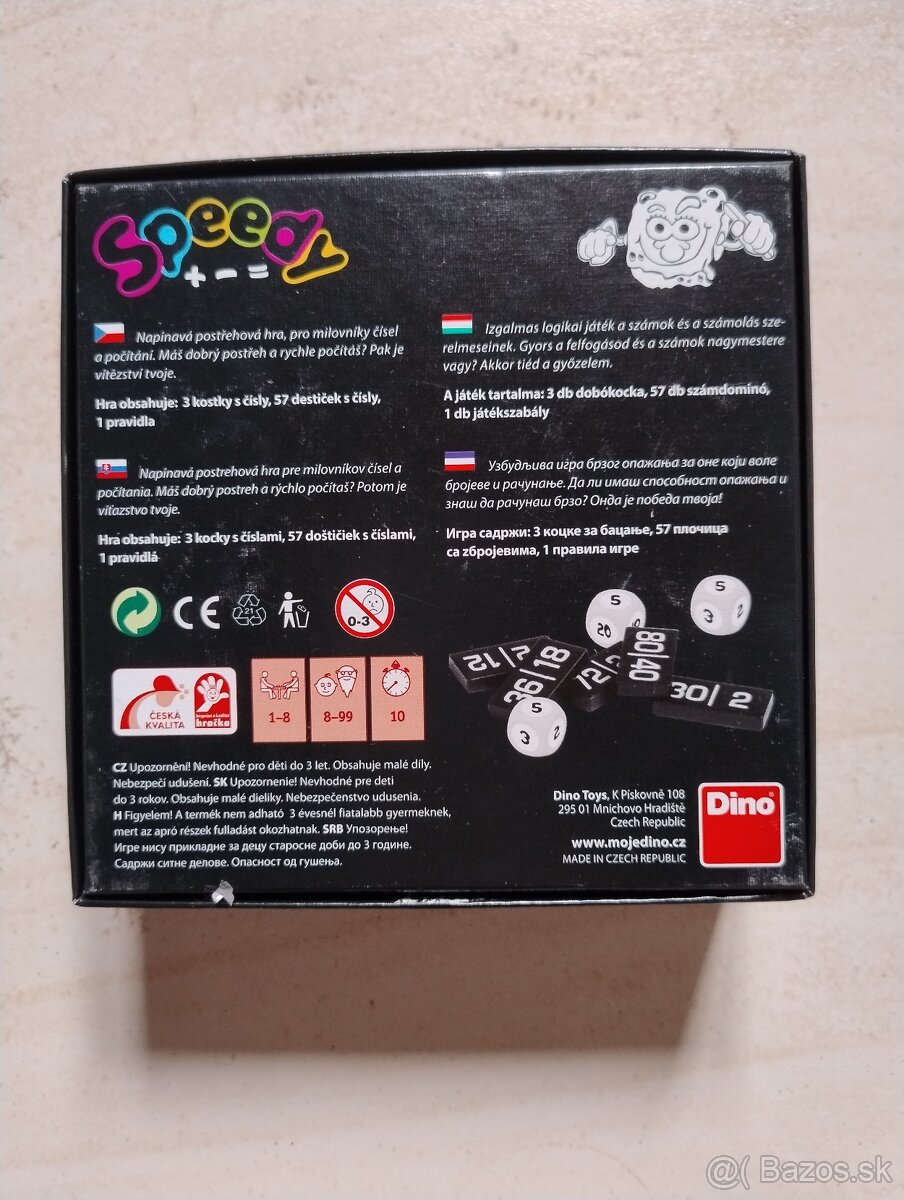 Speedy
+ - =
Napínavá postřehová hra, pro milovníky čísel
a počítání. Máš dobrý postřeh a rychle počítáš? Pak je
vítězství tvoje.
Hra obsahuje: 3 kostky s čísly, 57 destiček s čísly,
1 pravidla
Izgalmas logikai játék a számok és a számolás sze-
relmeseinek. Gyors a felfogásod és a számok nagymestere
vagy? Akkor tiéd a győzelem.
A játék tartalma: 3 db dobókocka, 57 db számdominó,
1 db játékszabály
Napínavá postrehová hra pre milovníkov čísel a
počítania. Máš dobrý postreh a rýchlo počítaš? Potom je
víťazstvo tvoje.
Hra obsahuje: 3 kocky s číslami, 57 doštičiek s číslami,
1 pravidlá
Узбудљива игра брзог опажања за оне који воле
бројеве и рачунање. Да ли имаш способност опажања и
знаш да рачунаш брзо? Онда је победа твоја!
Игра садржи: 3 коцке за бацање, 57 плочица
са збројевима, 1 правила игре
CE
21
0-3
ČESKÁ
KVALITA
hračka
1-8
8-99
10
5
20
5
3
2
12|2
36|18
12|2
80|40
30|2
5
3
2
CZ Upozornění! Nevhodné pro děti do 3 let. Obsahuje malé díly.
Nebezpečí udušení. SK Upozornenie! Nevhodné pre deti
do 3 rokov. Obsahuje malé dieliky. Nebezpečenstvo udusenia.
H Figyelem! A termék nem adható 3 évesnél fiatalabb gyermeknek,
mert az apró részek fulladást okozhatnak. SRB Упозорење!
Игре нису прикладне за децу старосне доби до 3 године.
Садржи ситне делове. Опасност од гушења.
Dino Toys, K Pískovně 108
295 01 Mnichovo Hradiště
Czech Republic
www.mojedino.cz
MADE IN CZECH REPUBLIC
Dino
@( Bazos.sk